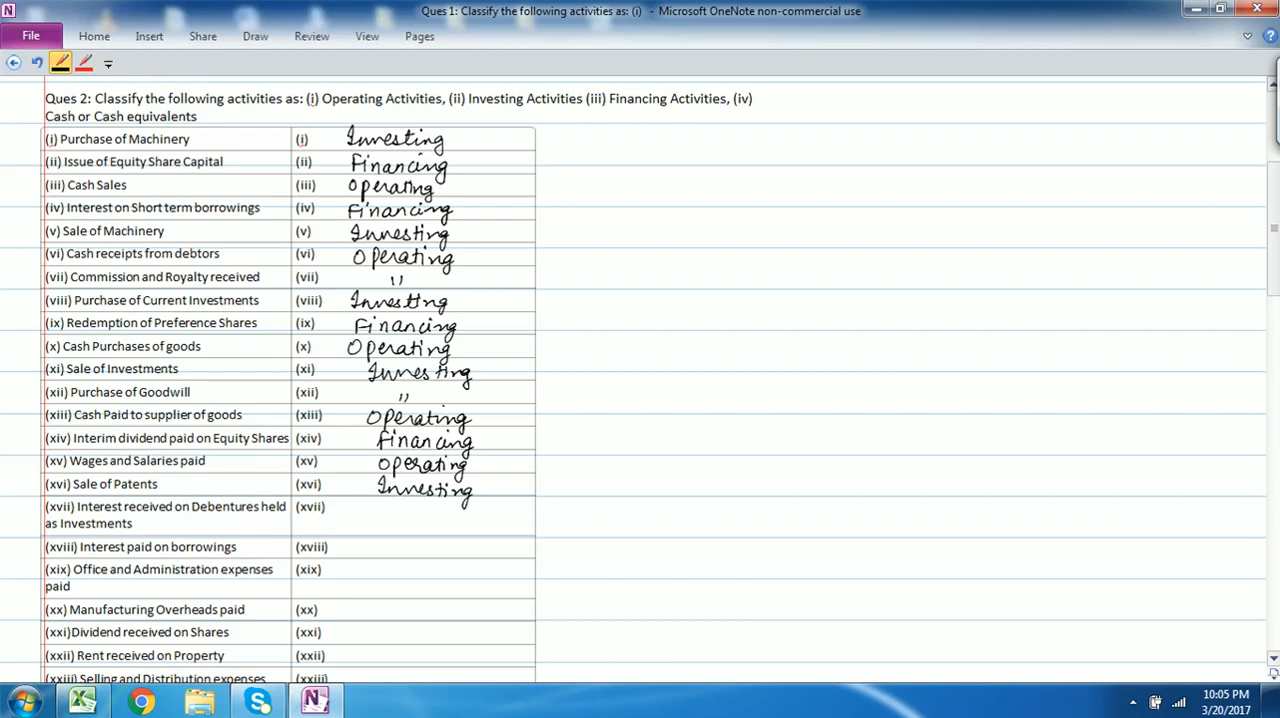 Ques 1: Classify the following activities as: (i) - Microsoft OneNote non-commercial use
File Home Insert Share Draw Review View Pages
Ques 2: Classify the following activities as: (i) Operating Activities, (ii) Investing Activities (iii) Financing Activities, (iv)
Cash or Cash equivalents
(i) Purchase of Machinery (i) Investing
(ii) Issue of Equity Share Capital (ii) Financing
(iii) Cash Sales (iii) Operating
(iv) Interest on Short term borrowings (iv) Financing
(v) Sale of Machinery (v) Investing
(vi) Cash receipts from debtors (vi) Operating
(vii) Commission and Royalty received (vii) "
(viii) Purchase of Current Investments (viii) Investing
(ix) Redemption of Preference Shares (ix) Financing
(x) Cash Purchases of goods (x) Operating
(xi) Sale of Investments (xi) Investing
(xii) Purchase of Goodwill (xii) "
(xiii) Cash Paid to supplier of goods (xiii) Operating
(xiv) Interim dividend paid on Equity Shares (xiv) Financing
(xv) Wages and Salaries paid (xv) Operating
(xvi) Sale of Patents (xvi) Investing
(xvii) Interest received on Debentures held (xvii)
as Investments
(xviii) Interest paid on borrowings (xviii)
(xix) Office and Administration expenses (xix)
paid
(xx) Manufacturing Overheads paid (xx)
(xxi)Dividend received on Shares (xxi)
(xxii) Rent received on Property (xxii)
(xxiii) Selling and Distribution expenses (xxiii)
10:05 PM
3/20/2017